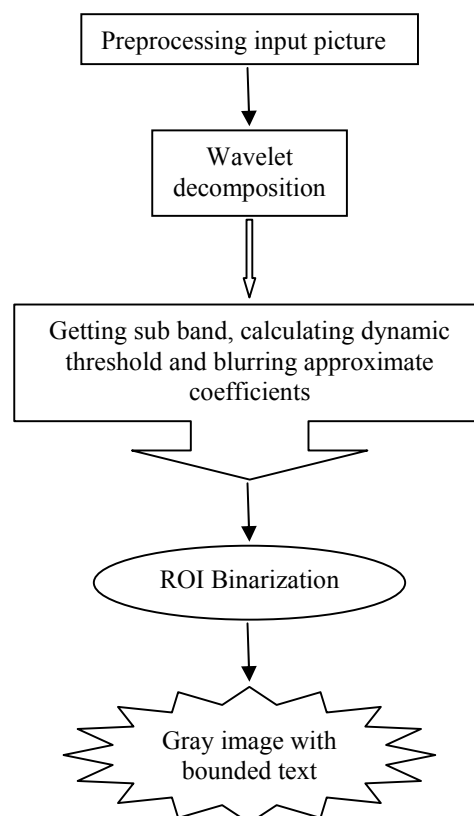 Preprocessing input picture
Wavelet
decomposition
Getting sub band, calculating dynamic
threshold and blurring approximate
coefficients
ROI Binarization
Gray image with
bounded text